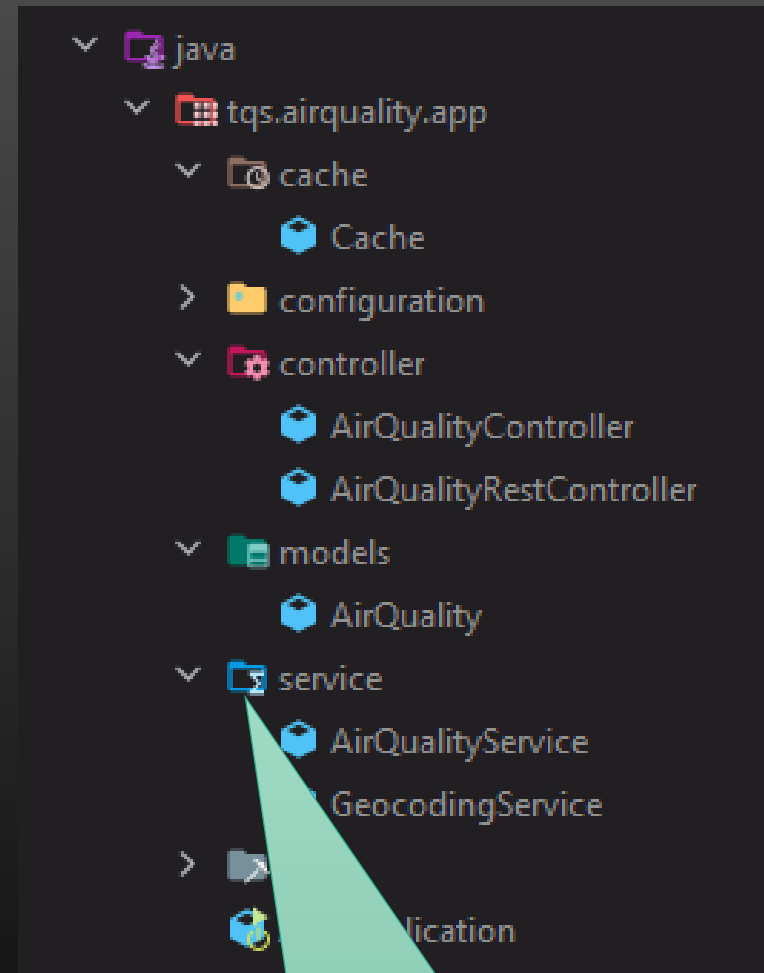 java
tqs.airquality.app
cache
Cache
configuration
controller
AirQualityController
AirQualityRestController
models
AirQuality
service
AirQualityService
GeocodingService
lication